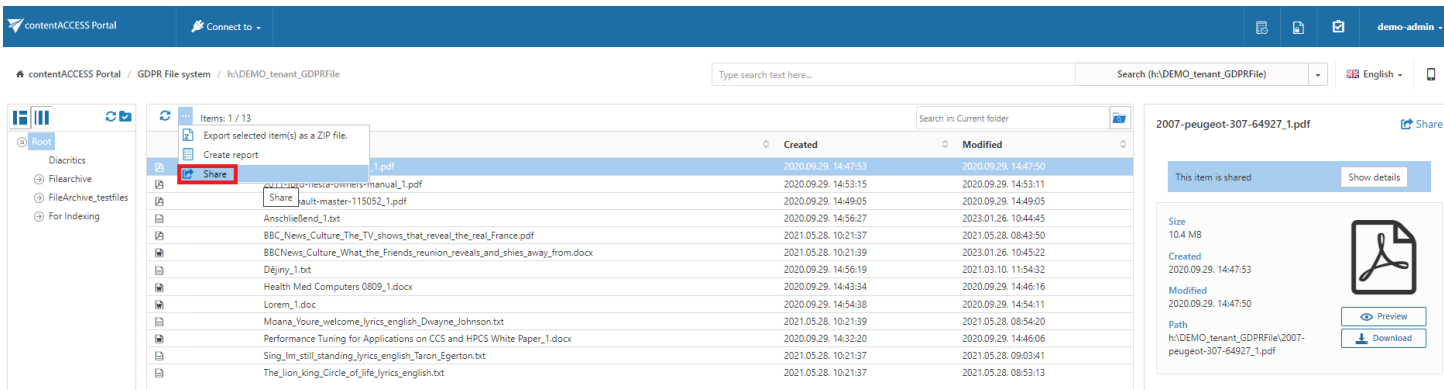 contentACCESS Portal
Connect to
demo-admin
contentACCESS Portal / GDPR File system / h:\DEMO_tenant_GDPRFile
Type search text here...
Search (h:\DEMO_tenant_GDPRFile)
English
Items: 1 / 13
Search in: Current folder
Export selected item(s) as a ZIP file.
Create report
Share
Share
Root
Diacritics
Filearchive
FileArchive_testfiles
For Indexing
Created
Modified
_1.pdf 2020.09.29. 14:47:53 2020.09.29. 14:47:50
2011-ford-fiesta-owners-manual_1.pdf 2020.09.29. 14:53:15 2020.09.29. 14:53:11
ault-master-115052_1.pdf 2020.09.29. 14:49:05 2020.09.29. 14:49:05
Anschließend_1.txt 2020.09.29. 14:56:27 2023.01.26. 10:44:45
BBC_News_Culture_The_TV_shows_that_reveal_the_real_France.pdf 2021.05.28. 10:21:37 2021.05.28. 08:43:50
BBCNews_Culture_What_the_Friends_reunion_reveals_and_shies_away_from.docx 2021.05.28. 10:21:39 2023.01.26. 10:45:22
Dějiny_1.txt 2020.09.29. 14:56:19 2021.03.10. 11:54:32
Health Med Computers 0809_1.docx 2020.09.29. 14:43:34 2020.09.29. 14:46:16
Lorem_1.doc 2020.09.29. 14:54:38 2020.09.29. 14:54:11
Moana_Youre_welcome_lyrics_english_Dwayne_Johnson.txt 2021.05.28. 10:21:39 2021.05.28. 08:54:20
Performance Tuning for Applications on CCS and HPCS White Paper_1.docx 2020.09.29. 14:32:20 2020.09.29. 14:46:06
Sing_Im_still_standing_lyrics_english_Taron_Egerton.txt 2021.05.28. 10:21:37 2021.05.28. 09:03:41
The_lion_king_Circle_of_life_lyrics_english.txt 2021.05.28. 10:21:37 2021.05.28. 08:53:13
2007-peugeot-307-64927_1.pdf
Share
This item is shared
Show details
Size
10.4 MB
Created
2020.09.29. 14:47:53
Modified
2020.09.29. 14:47:50
Path
h:\DEMO_tenant_GDPRFile\2007-
peugeot-307-64927_1.pdf
Preview
Download